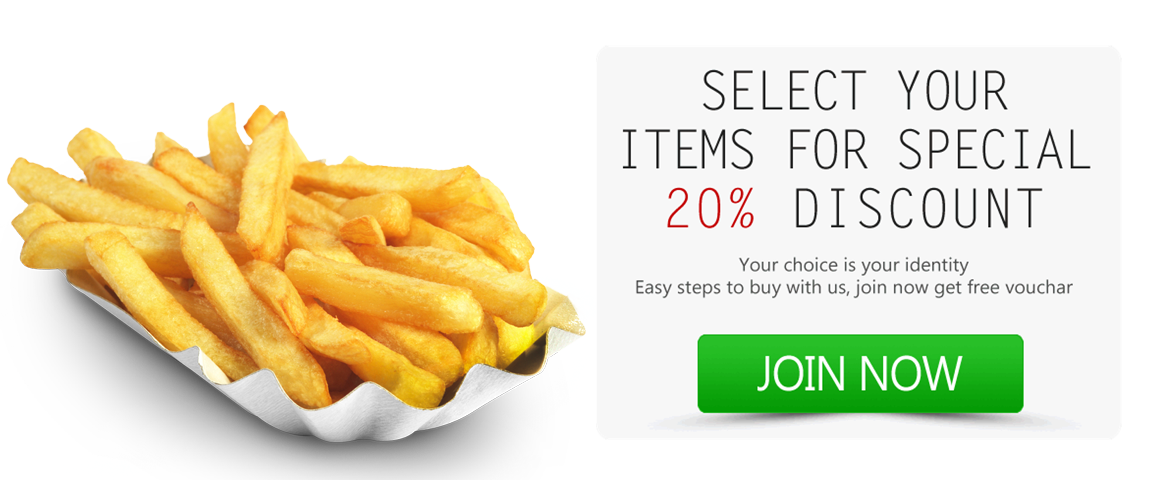 SELECT YOUR
ITEMS FOR SPECIAL
20% DISCOUNT
Your choice is your identity
Easy steps to buy with us, join now get free vouchar
JOIN NOW